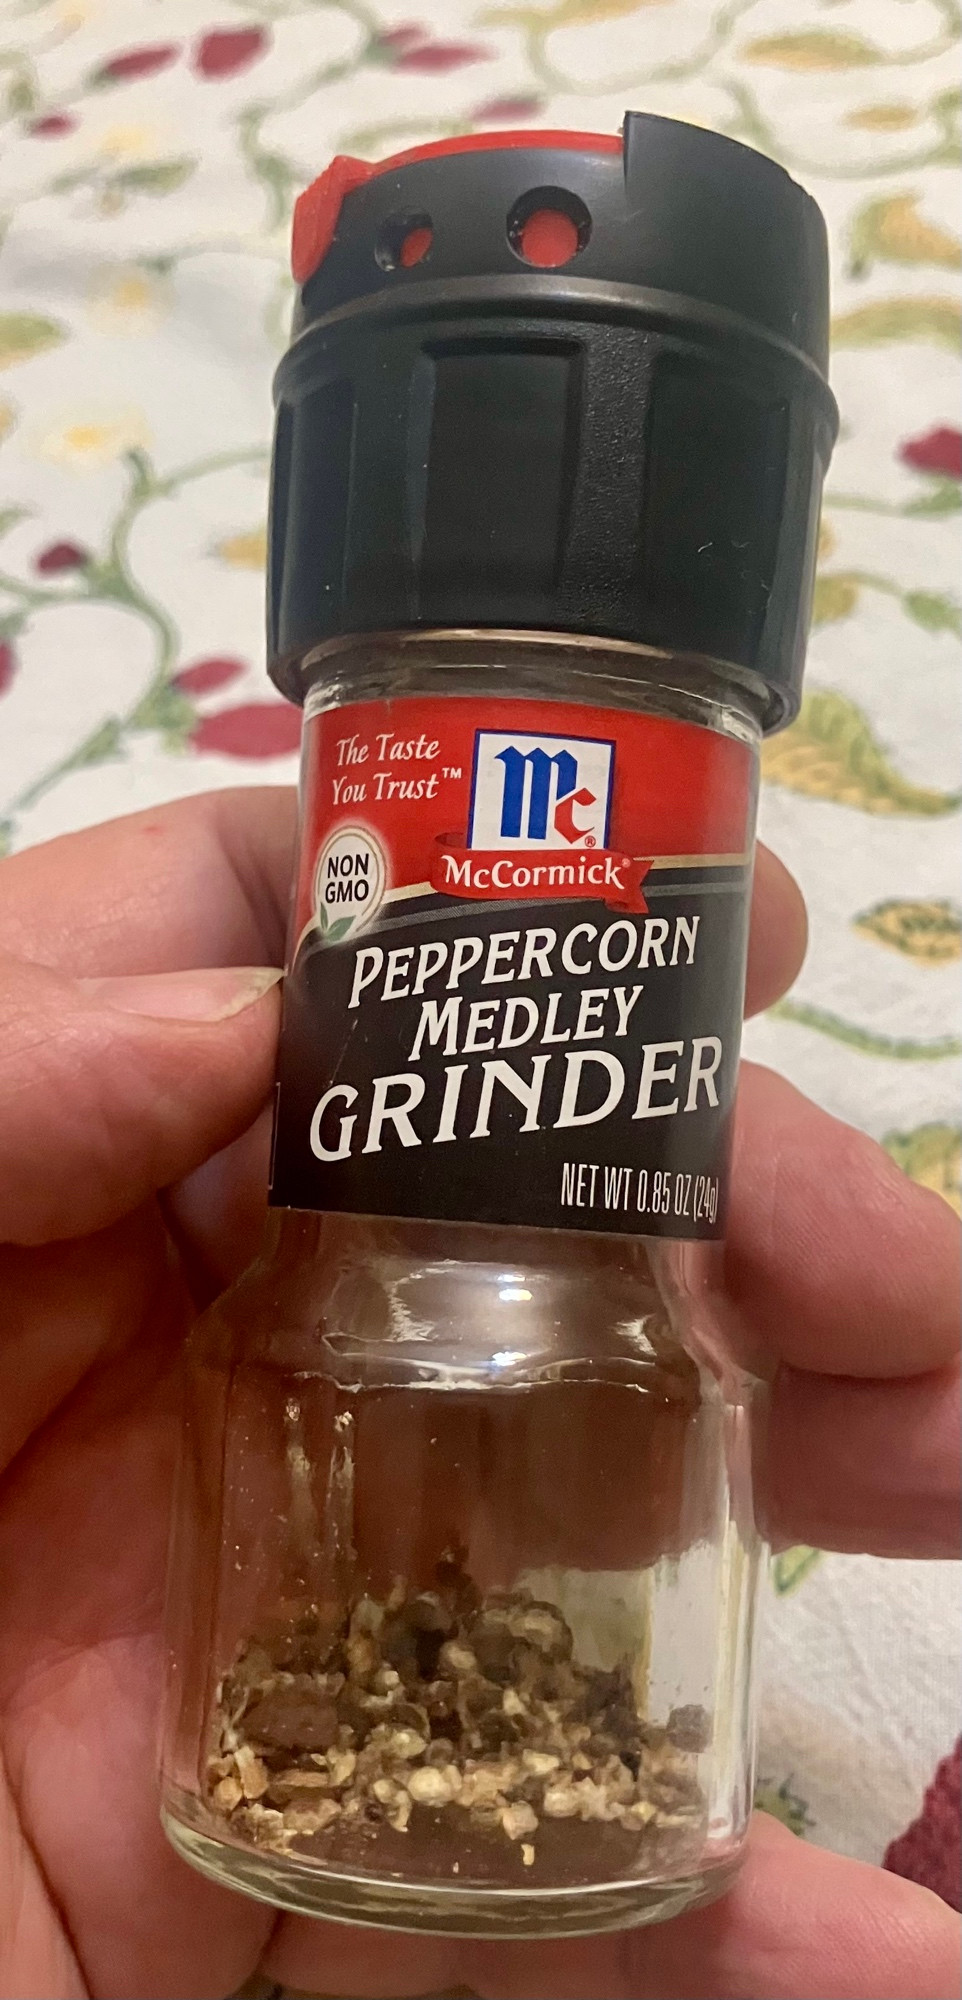 The Taste
You Trust™
Mc®
McCormick®
NON
GMO
PEPPERCORN
MEDLEY
GRINDER
NET WT 0.85 OZ (24g)